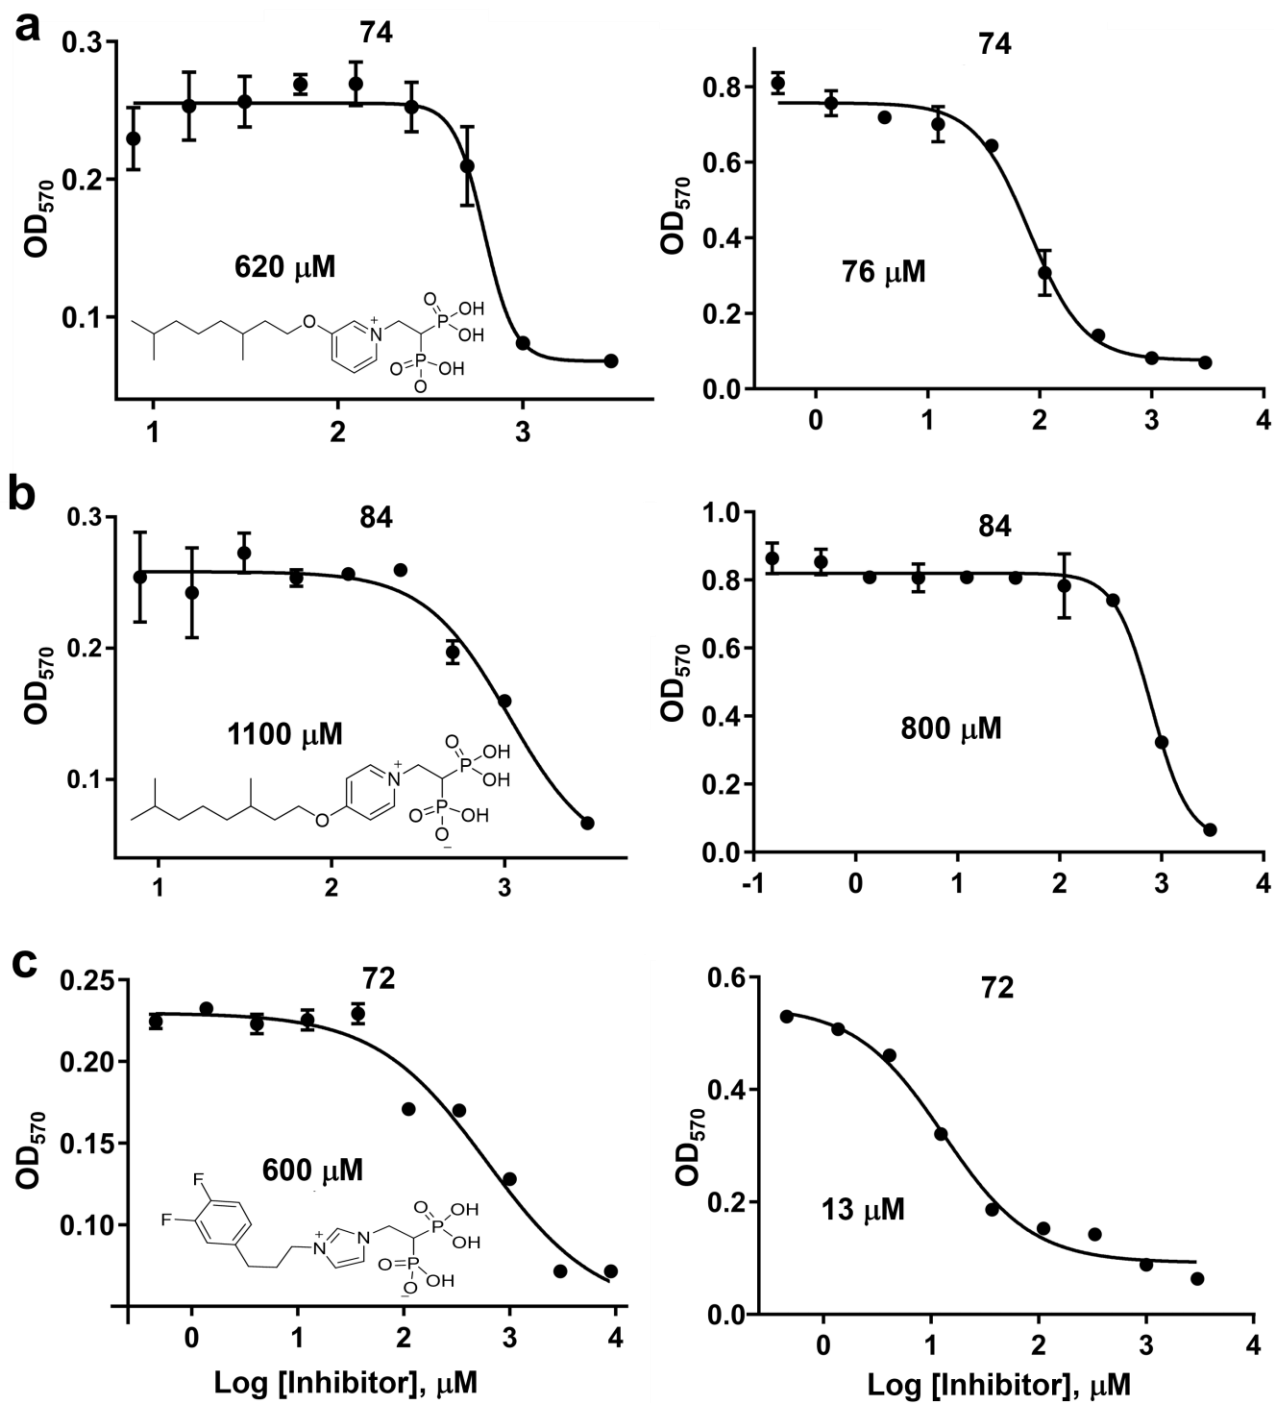 a
74
0.3
0.2
0.1
OD570
620 μM
O
N
+
O
P
OH
OH
O
P
OH
O
1
2
3
74
0.8
0.6
0.4
0.2
0.0
OD570
76 μM
0
1
2
3
4
b
84
0.3
0.2
0.1
OD570
1100 μM
O
N
+
O
P
OH
OH
O
P
OH
O
−
1
2
3
84
1.0
0.8
0.6
0.4
0.2
0.0
OD570
800 μM
-1
0
1
2
3
4
c
72
0.25
0.20
0.15
0.10
OD570
600 μM
F
F
N
+
N
O
P
OH
OH
O
P
OH
O
−
0
1
2
3
4
Log [Inhibitor], μM
72
0.6
0.4
0.2
0.0
OD570
13 μM
0
1
2
3
4
Log [Inhibitor], μM